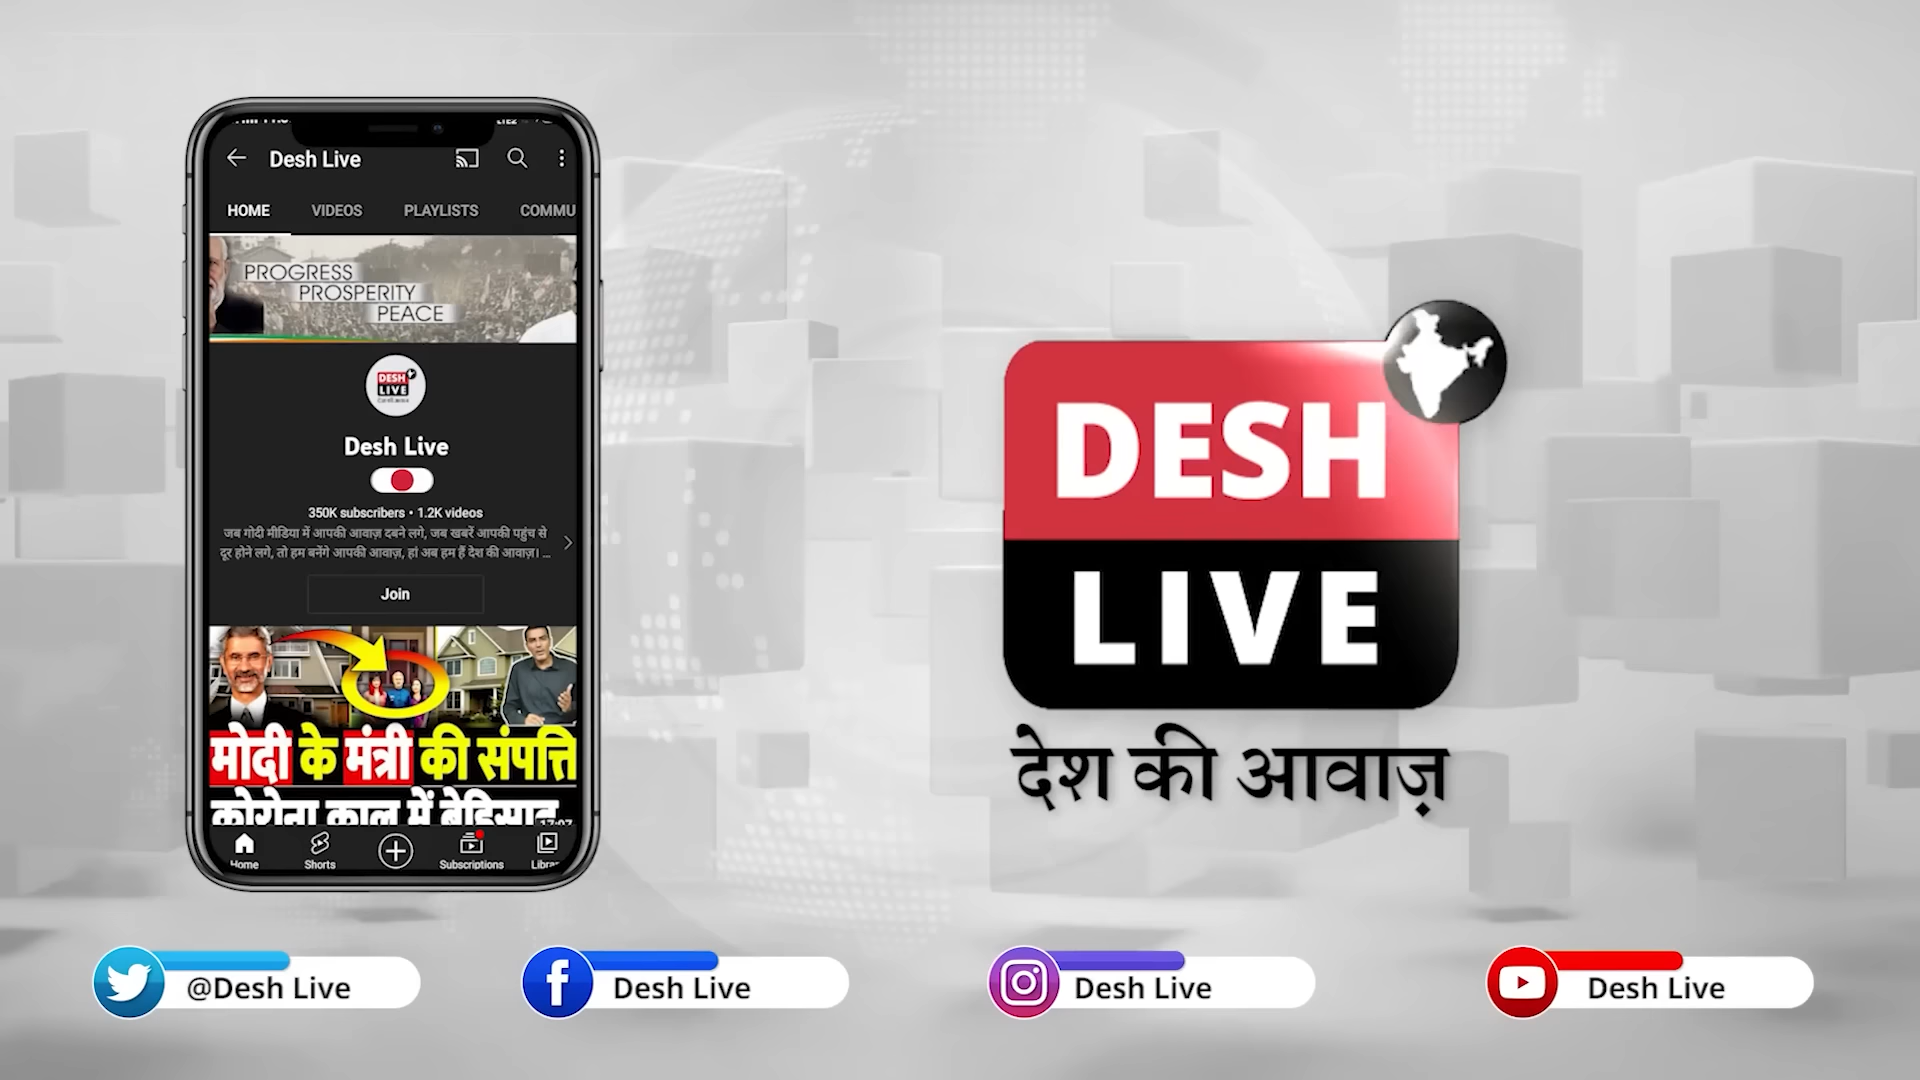 Desh Live
HOME VIDEOS PLAYLISTS COMMU
PROGRESS
PROSPERITY
PEACE
DESH
LIVE
Desh Live
350K subscribers • 1.2K videos
जब गोदी मीडिया में आपकी आवाज़ दबने लगे, जब खबरें आपकी पहुंच से
दूर होने लगे, तो हम बनेंगे आपकी आवाज़, हां अब हम हैं देश की आवाज़। ...
Join
मोदी के मंत्री की संपत्ति
कोरोना काल में बेहिसाब
17:07
Home Shorts Subscriptions
DESH
LIVE
देश की आवाज़
@Desh Live
Desh Live
Desh Live
Desh Live